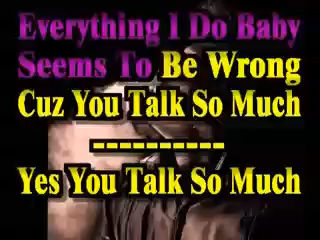 Everything I Do Baby
Seems To Be Wrong
Cuz You Talk So Much
----------
Yes You Talk So Much